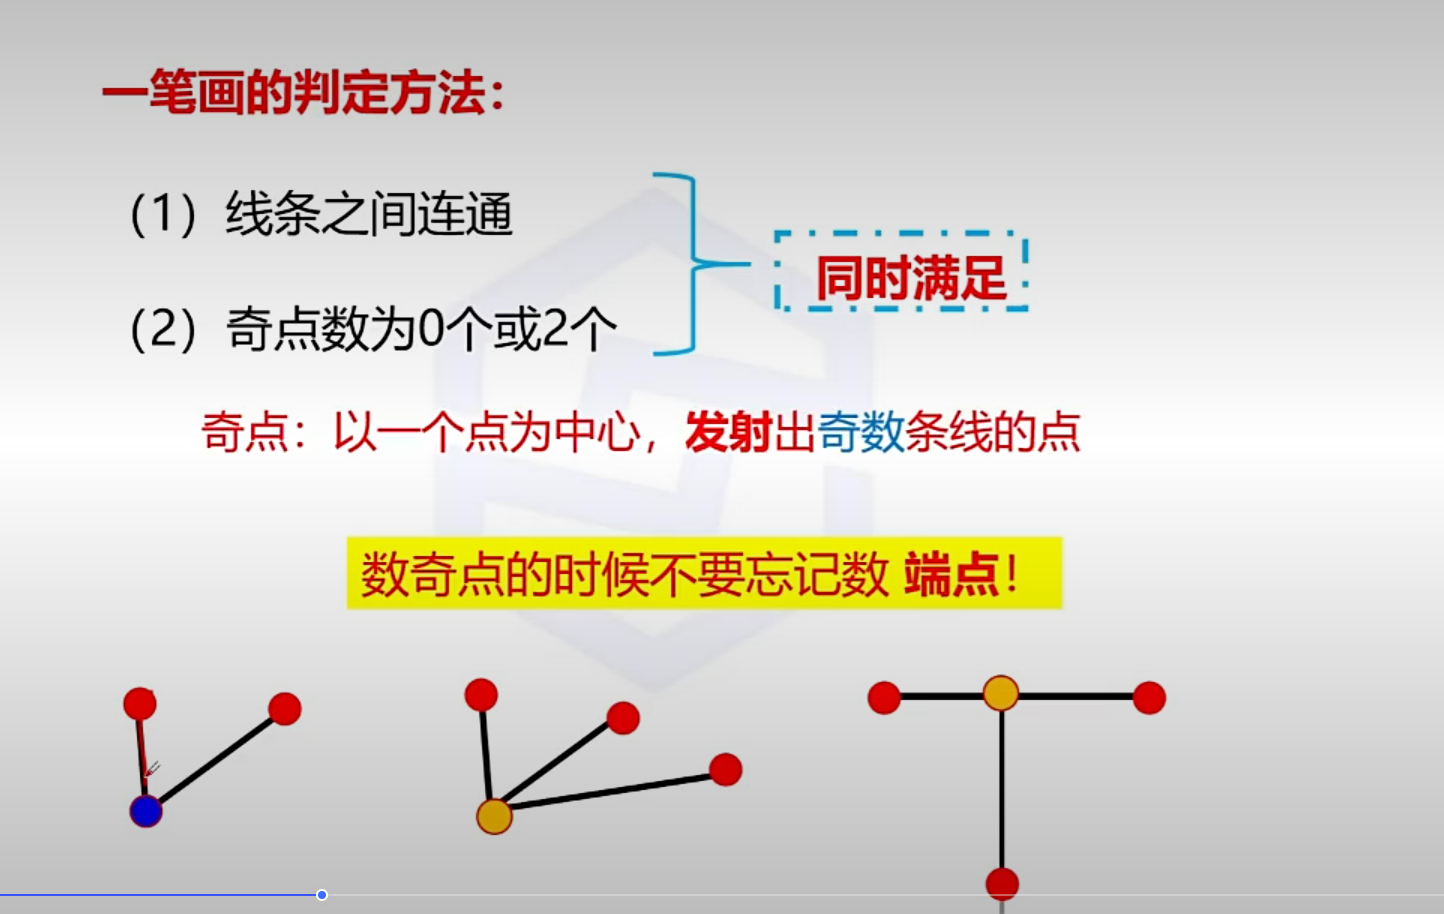 一笔画的判定方法：
（1）线条之间连通
（2）奇点数为0个或2个
同时满足
奇点：以一个点为中心，发射出奇数条线的点
数奇点的时候不要忘记数 端点！